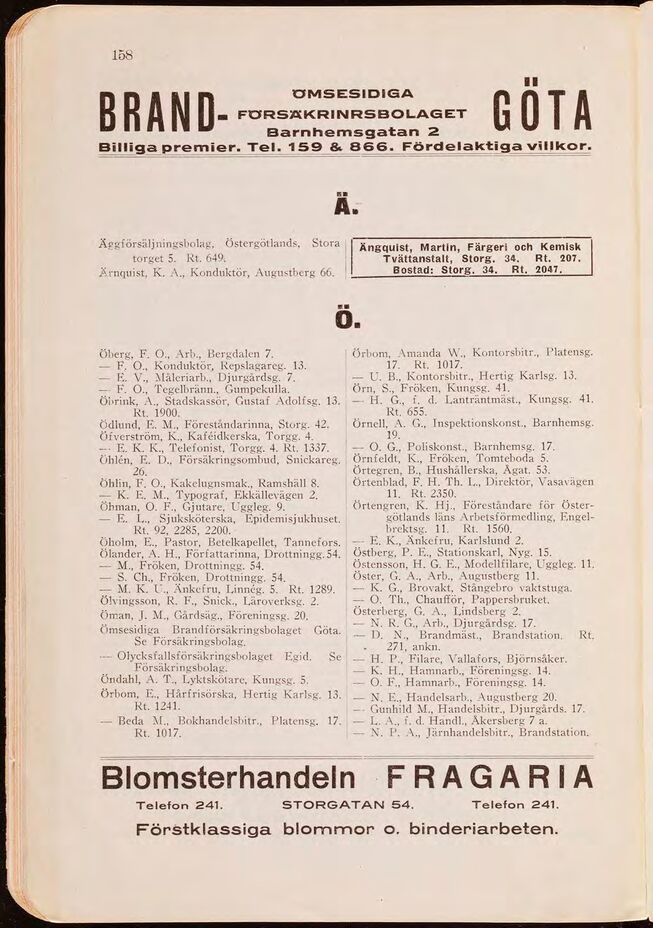 158
BRAND-
ÖMSESIDIGA
FÖRSÄKRINRSBOLAGET
Barnhemsgatan 2
GÖTA
Billiga premier. Tel. 159 & 866. Fördelaktiga villkor.
Ä.
Äggförsäljningsbolag, Östergötlands, Stora
torget 5. Rt. 649.
Ärnquist, K. A., Konduktör, Augustberg 66.
Ängquist, Martin, Färgeri och Kemisk
Tvättanstalt, Storg. 34. Rt. 207.
Bostad: Storg. 34. Rt. 2047.
Ö.
Öberg, F. O., Arb., Bergdalen 7.
— F. O., Konduktör, Repslagareg. 13.
— E. V., Måleriarb., Djurgårdsg. 7.
— F. O., Tegelbränn., Gumpekulla.
Öbrink, A., Stadskassör, Gustaf Adolfsg. 13.
Rt. 1900.
Ödlund, E. M., Föreståndarinna, Storg. 42.
Öfverström, K., Kaféidkerska, Torgg. 4.
— E. K. K., Telefonist, Torgg. 4. Rt. 1337.
Öhlén, E. D., Försäkringsombud, Snickareg.
26.
Öhlin, F. O., Kakelugnsmak., Ramshäll 8.
— K. E. M., Typograf, Ekkällevägen 2.
Öhman, O. F., Gjutare, Uggleg. 9.
— E. L., Sjuksköterska, Epidemisjukhuset.
Rt. 92, 2285, 2200.
Öholm, E., Pastor, Betelkapellet, Tannefors.
Ölander, A. H., Författarinna, Drottningg. 54.
— M., Fröken, Drottningg. 54.
— S. Ch., Fröken, Drottningg. 54.
— M. K. U., Änkefru, Linnég. 5. Rt. 1289.
Ölvingsson, R. F., Snick., Läroverksg. 2.
Öman, J. M., Gårdsäg., Föreningsg. 20.
Ömsesidiga Brandförsäkringsbolaget Göta.
Se Försäkringsbolag.
— Olycksfallsförsäkringsbolaget Egid. Se
Försäkringsbolag.
Öndahl, A. T., Lyktskötare, Kungsg. 5.
Örbom, E., Hårfrisörska, Hertig Karlsg. 13.
Rt. 1241.
— Beda M., Bokhandelsbitr., Platensg. 17.
Rt. 1017.
Örbom, Amanda W., Kontorsbitr., Platensg.
17. Rt. 1017.
— U. B., Kontorsbitr., Hertig Karlsg. 13.
Örn, S., Fröken, Kungsg. 41.
— H. G., f. d. Lanträntmäst., Kungsg. 41.
Rt. 655.
Örnell, A. G., Inspektionskonst., Barnhemsg.
19.
— O. G., Poliskonst., Barnhemsg. 17.
Örnfeldt, K., Fröken, Tomteboda 5.
Örtegren, B., Hushållerska, Ågat. 53.
Örtenblad, F. H. Th. L., Direktör, Vasavägen
11. Rt. 2350.
Örtengren, K. Hj., Föreståndare för Öster-
götlands läns Arbetsförmedling, Engel-
brektsg. 11. Rt. 1560.
— E. K., Änkefru, Karlslund 2.
Östberg, P. E., Stationskarl, Nyg. 15.
Östensson, H. G. E., Modellfilare, Uggleg. 11.
Öster, G. A., Arb., Augustberg 11.
— K. G., Brovakt, Stångebro vaktstuga.
— O. Th., Chaufför, Pappersbruket.
Österberg, G. A., Lindsberg 2.
— N. R. G., Arb., Djurgårdsg. 17.
— D. N., Brandmäst., Brandstation. Rt.
271, ankn.
— H. P., Filare, Vallafors, Björnsåker.
— K. H., Hamnarb., Föreningsg. 14.
— O. F., Hamnarb., Föreningsg. 14.
— N. E., Handelsarb., Augustberg 20.
— Gunhild M., Handelsbitr., Djurgårds. 17.
— L. A., f. d. Handl., Åkersberg 7 a.
— N. P. A., Järnhandelsbitr., Brandstation.
Blomsterhandeln FRAGARIA
Telefon 241. STORGATAN 54. Telefon 241.
Förstklassiga blommor o. binderiarbeten.